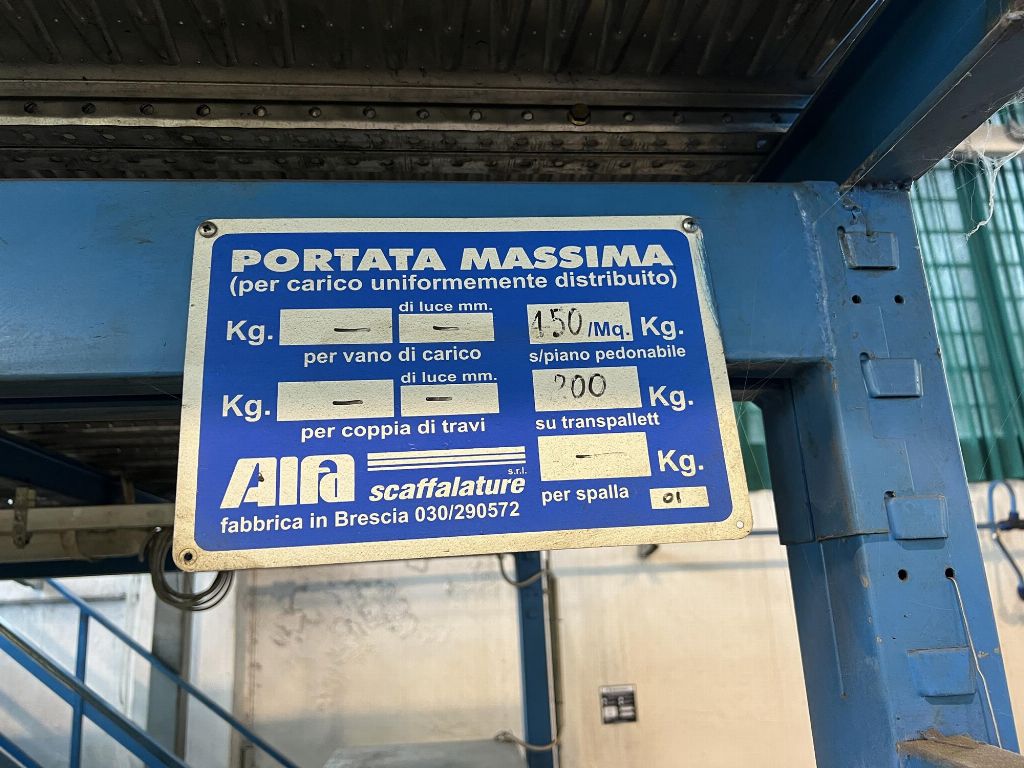 PORTATA MASSIMA
(per carico uniformemente distribuito)
di luce mm.
Kg. - - 450/Mq. Kg.
per vano di carico s/piano pedonabile
di luce mm.
Kg. - - 200 Kg.
per coppia di travi su transpallett
- Kg.
Alfa scaffalature s.r.l.
per spalla 01
fabbrica in Brescia 030/290572